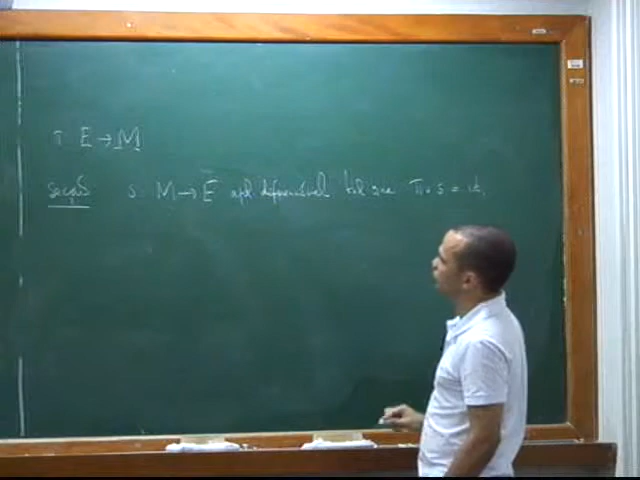 π E → M
Seção s: M → E apl diferenciável tal que π∘s = id.